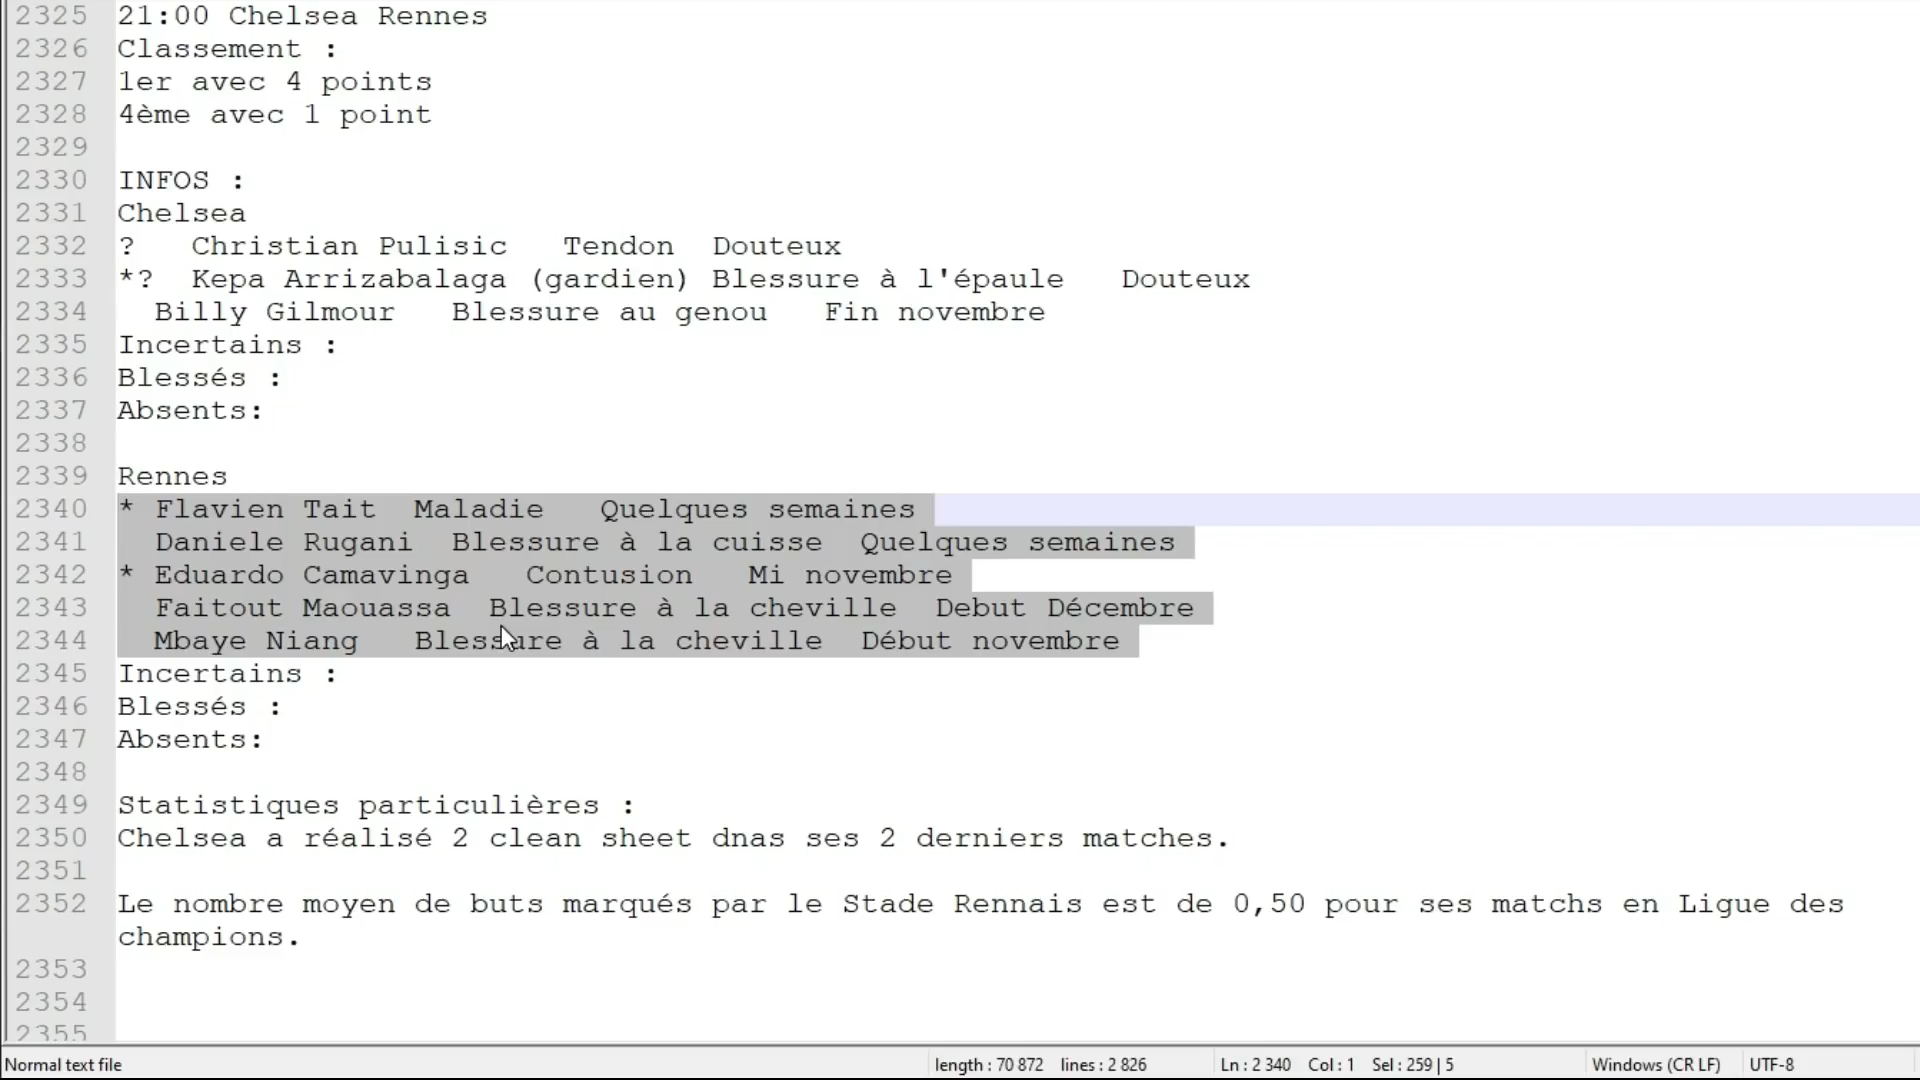 2325 21:00 Chelsea Rennes
2326 Classement :
2327 1er avec 4 points
2328 4ème avec 1 point
2329
2330 INFOS :
2331 Chelsea
2332 ? Christian Pulisic Tendon Douteux
2333 *? Kepa Arrizabalaga (gardien) Blessure à l'épaule Douteux
2334 Billy Gilmour Blessure au genou Fin novembre
2335 Incertains :
2336 Blessés :
2337 Absents:
2338
2339 Rennes
2340 * Flavien Tait Maladie Quelques semaines
2341 Daniele Rugani Blessure à la cuisse Quelques semaines
2342 * Eduardo Camavinga Contusion Mi novembre
2343 Faitout Maouassa Blessure à la cheville Debut Décembre
2344 Mbaye Niang Blessure à la cheville Début novembre
2345 Incertains :
2346 Blessés :
2347 Absents:
2348
2349 Statistiques particulières :
2350 Chelsea a réalisé 2 clean sheet dnas ses 2 derniers matches.
2351
2352 Le nombre moyen de buts marqués par le Stade Rennais est de 0,50 pour ses matchs en Ligue des
champions.
2353
2354
2355
Normal text file length : 70 872 lines : 2 826 Ln : 2 340 Col : 1 Sel : 259 | 5 Windows (CR LF) UTF-8